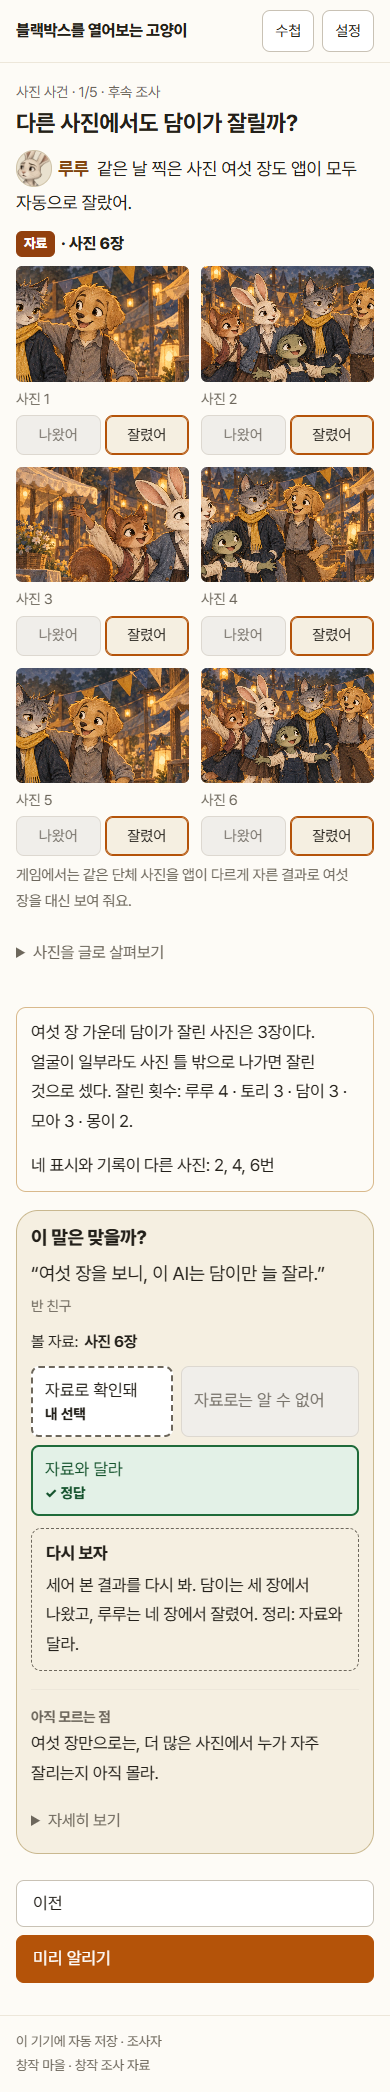 블랙박스를 열어보는 고양이
수첩
설정
사진 사건 · 1/5 · 후속 조사
다른 사진에서도 담이가 잘릴까?
루루 같은 날 찍은 사진 여섯 장도 앱이 모두
자동으로 잘랐어.
자료 · 사진 6장
사진 1
사진 2
나왔어
잘렸어
나왔어
잘렸어
사진 3
사진 4
나왔어
잘렸어
나왔어
잘렸어
사진 5
사진 6
나왔어
잘렸어
나왔어
잘렸어
게임에서는 같은 단체 사진을 앱이 다르게 자른 결과로 여섯
장을 대신 보여 줘요.
▶ 사진을 글로 살펴보기
여섯 장 가운데 담이가 잘린 사진은 3장이다.
얼굴이 일부라도 사진 틀 밖으로 나가면 잘린
것으로 셌다. 잘린 횟수: 루루 4 · 토리 3 · 담이 3 ·
모아 3 · 몽이 2.
네 표시와 기록이 다른 사진: 2, 4, 6번
이 말은 맞을까?
“여섯 장을 보니, 이 AI는 담이만 늘 잘라.”
반 친구
볼 자료: 사진 6장
자료로 확인돼
내 선택
자료로는 알 수 없어
자료와 달라
✓ 정답
다시 보자
세어 본 결과를 다시 봐. 담이는 세 장에서
나왔고, 루루는 네 장에서 잘렸어. 정리: 자료와
달라.
아직 모르는 점
여섯 장만으로는, 더 많은 사진에서 누가 자주
잘리는지 아직 몰라.
▶ 자세히 보기
이전
미리 알리기
이 기기에 자동 저장 · 조사자
창작 마을 · 창작 조사 자료